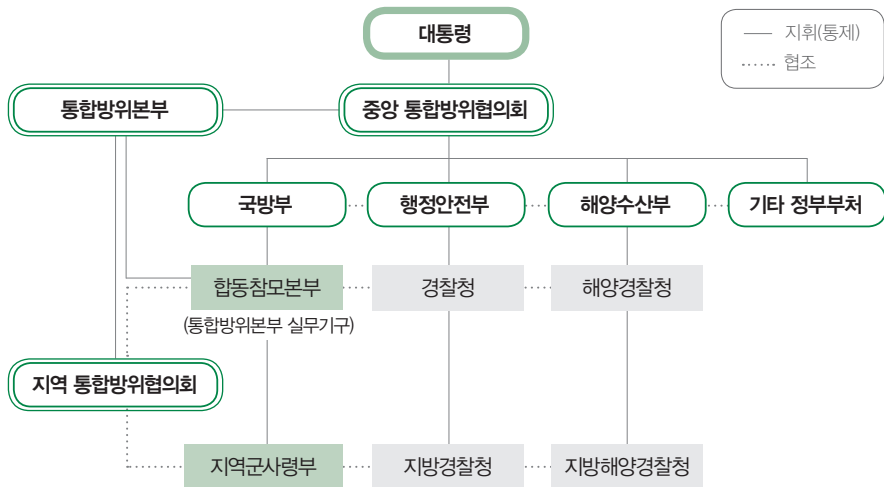 대통령
지휘(통제)
협조
통합방위본부
중앙 통합방위협의회
국방부
행정안전부
해양수산부
기타 정부부처
합동참모본부
경찰청
해양경찰청
(통합방위본부 실무기구)
지역 통합방위협의회
지역군사령부
지방경찰청
지방해양경찰청